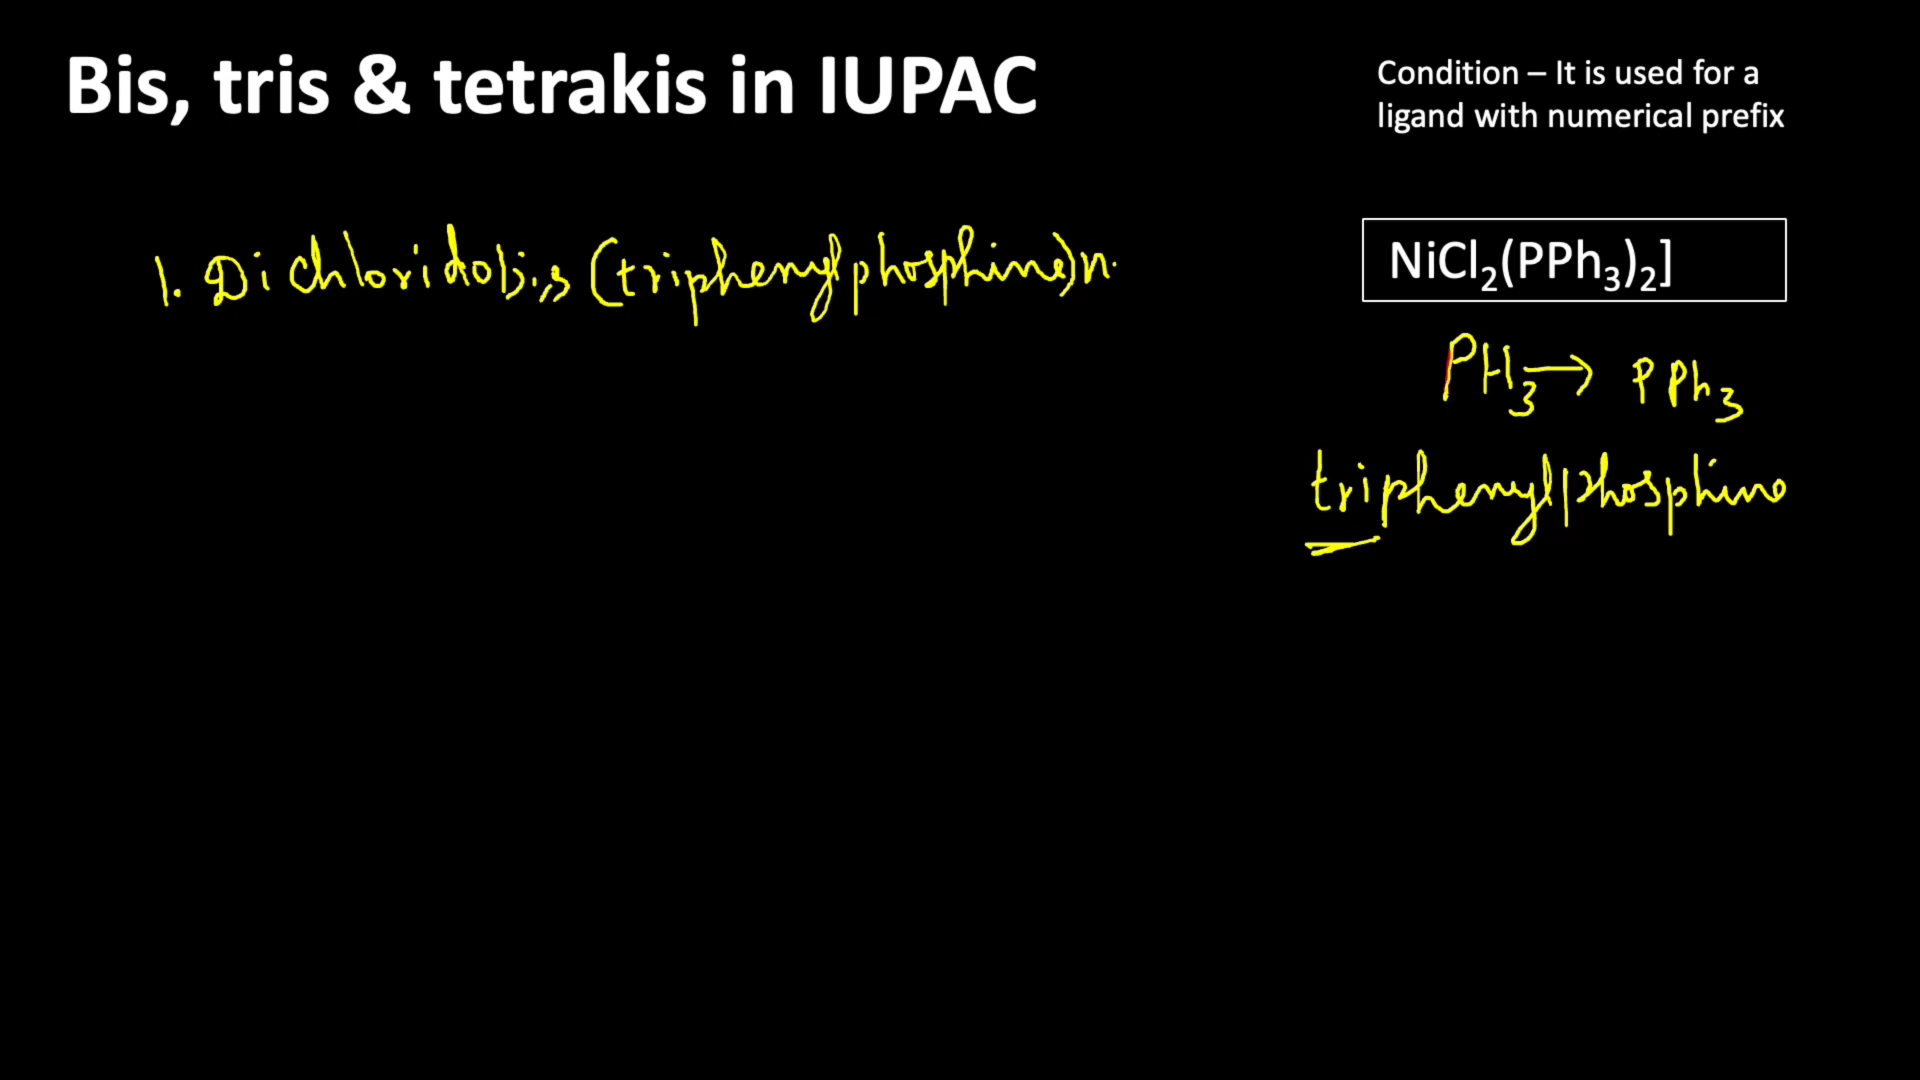 Bis, tris & tetrakis in IUPAC
Condition – It is used for a
ligand with numerical prefix
1. Dichloridobis (triphenylphosphine)n
NiCl₂(PPh₃)₂]
PH₃ → PPh₃
triphenylphosphine